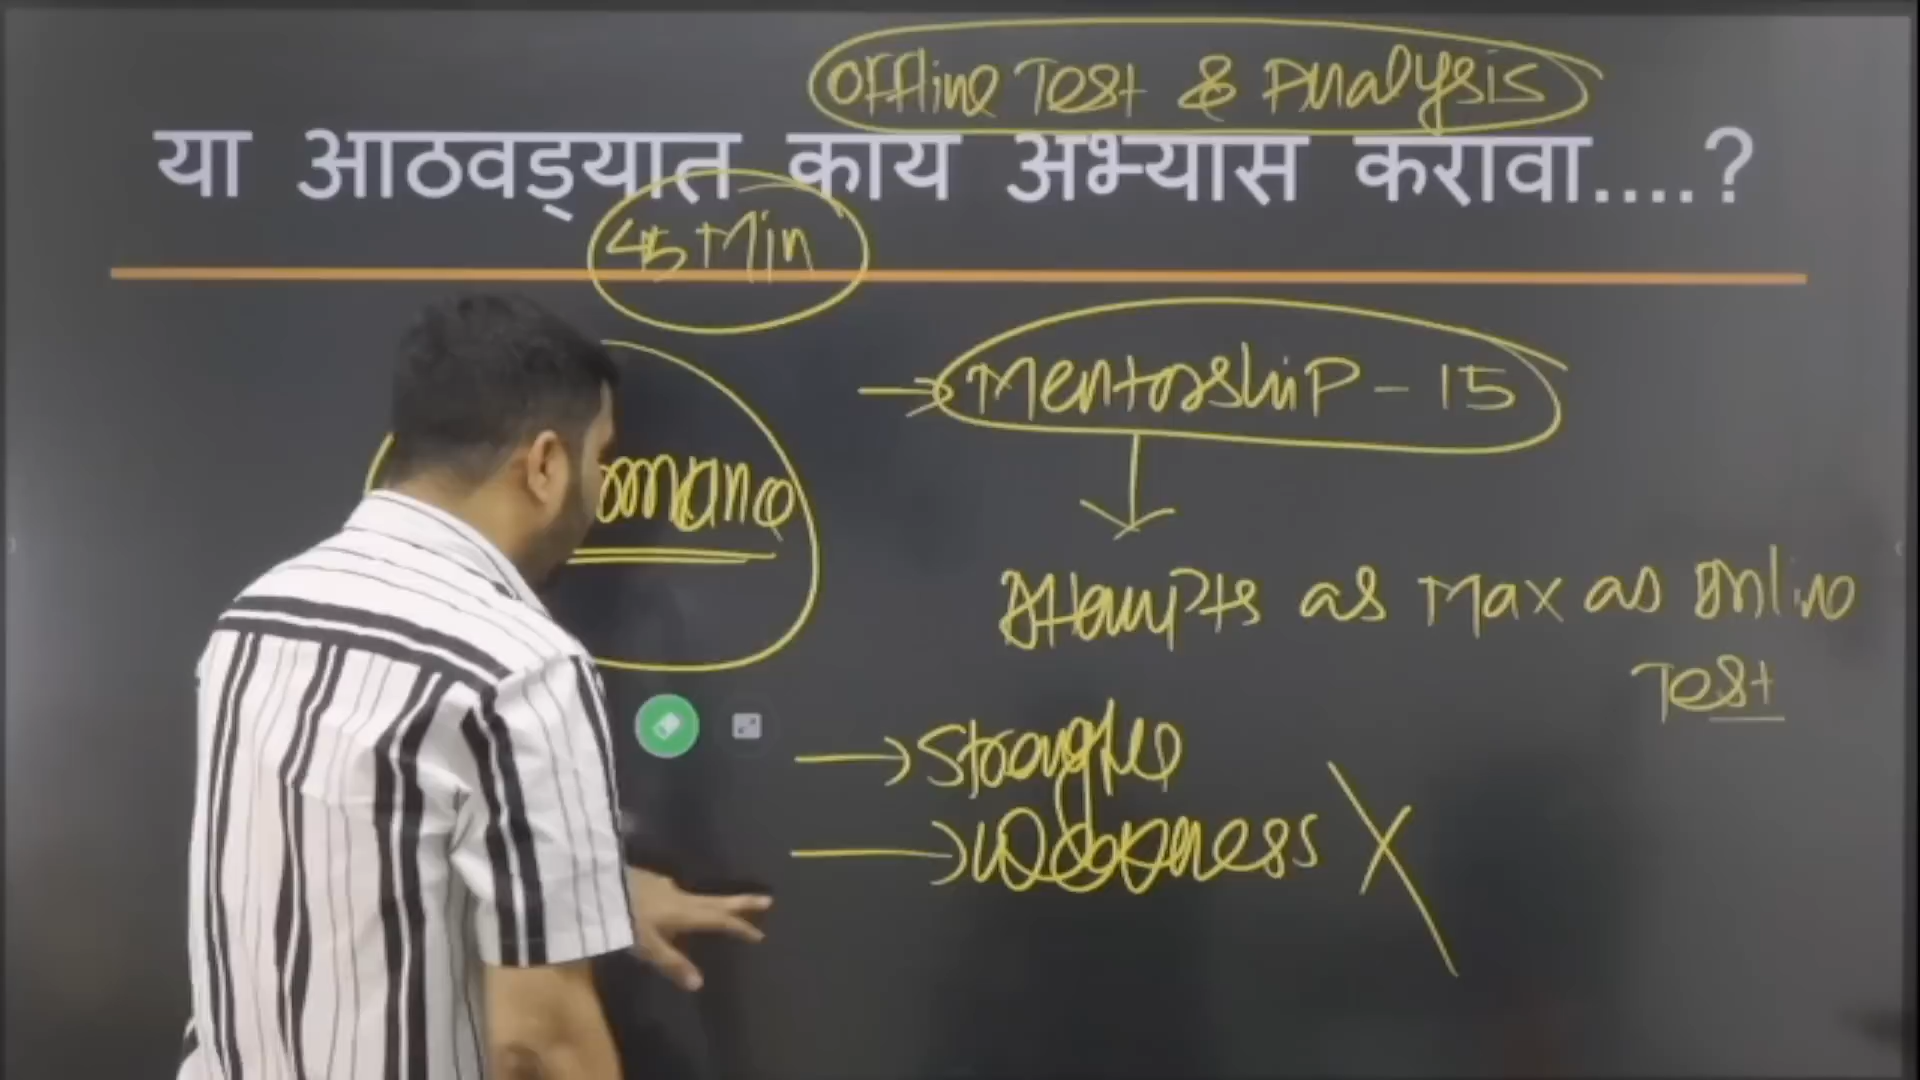 Offline Test & Analysis
या आठवड्यात काय अभ्यास करावा....?
45 Min
→ Mentorship - 15
Attempts as Max as Online
Test
→ Strength
→ Weakness X